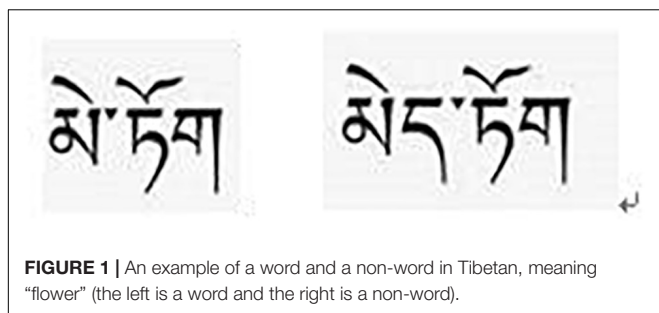 མེ་ཏོག མེད་ཏོག ↵
FIGURE 1 | An example of a word and a non-word in Tibetan, meaning
“flower” (the left is a word and the right is a non-word).